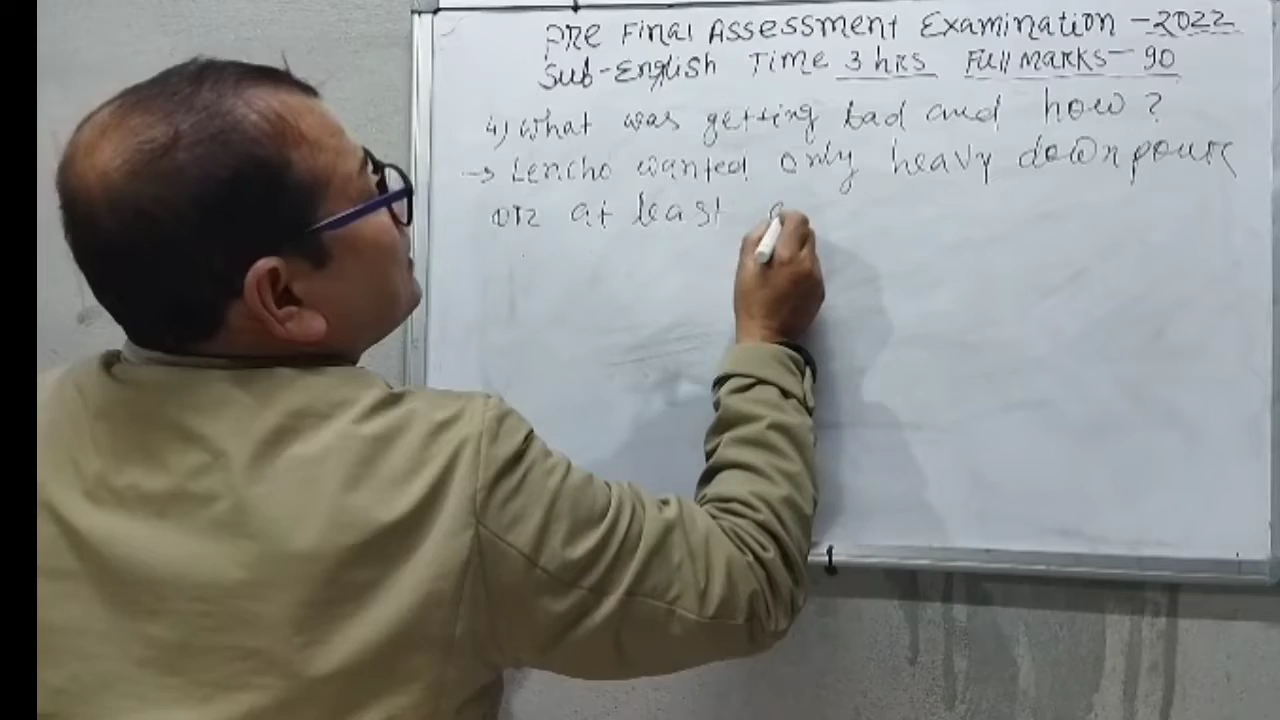 Pre Final Assessment Examination - 2022
Sub-English Time 3 hrs Full Marks - 90
4) What was getting bad and how ?
→ Lencho wanted only heavy downpours
or at least